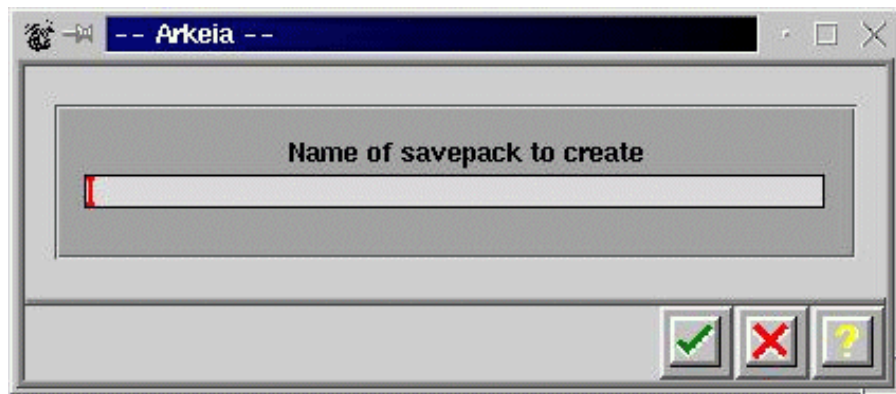 -- Arkeia --
Name of savepack to create
?